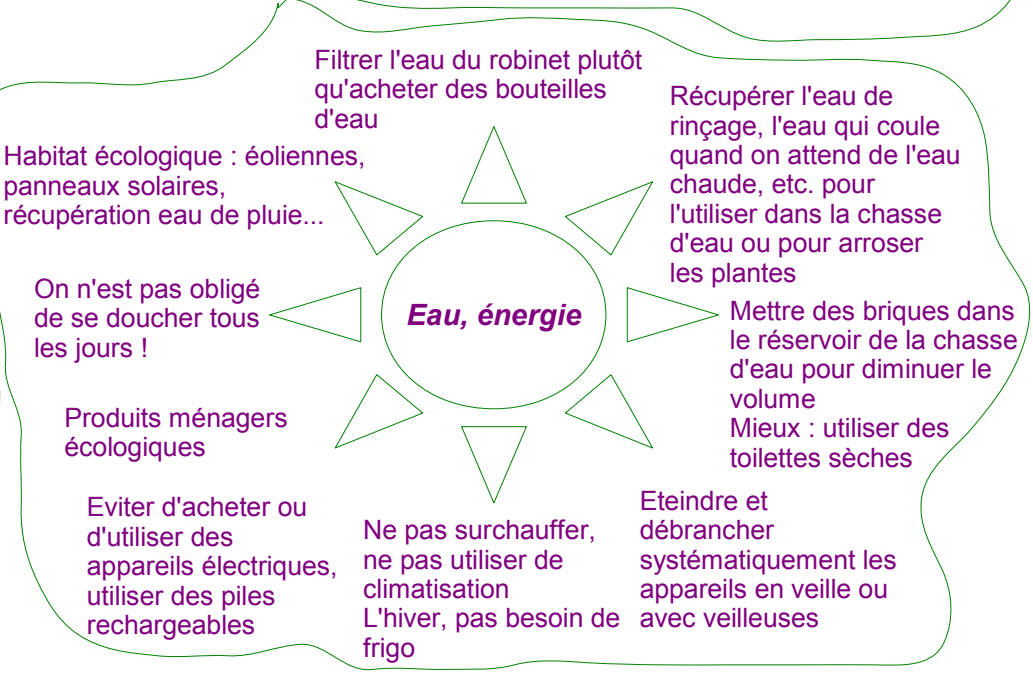 Filtrer l'eau du robinet plutôt
qu'acheter des bouteilles
d'eau
Récupérer l'eau de
rinçage, l'eau qui coule
quand on attend de l'eau
chaude, etc. pour
l'utiliser dans la chasse
d'eau ou pour arroser
les plantes
Habitat écologique : éoliennes,
panneaux solaires,
récupération eau de pluie...
On n'est pas obligé
de se doucher tous
les jours !
Eau, énergie
Mettre des briques dans
le réservoir de la chasse
d'eau pour diminuer le
volume
Mieux : utiliser des
toilettes sèches
Produits ménagers
écologiques
Eviter d'acheter ou
d'utiliser des
appareils électriques,
utiliser des piles
rechargeables
Ne pas surchauffer,
ne pas utiliser de
climatisation
L'hiver, pas besoin de
frigo
Eteindre et
débrancher
systématiquement les
appareils en veille ou
avec veilleuses